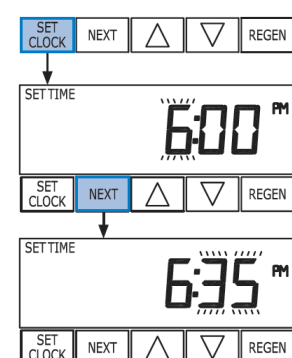 SET CLOCK NEXT REGEN
SET TIME
6:00 PM
SET CLOCK NEXT REGEN
SET TIME
6:35 PM
SET CLOCK NEXT REGEN